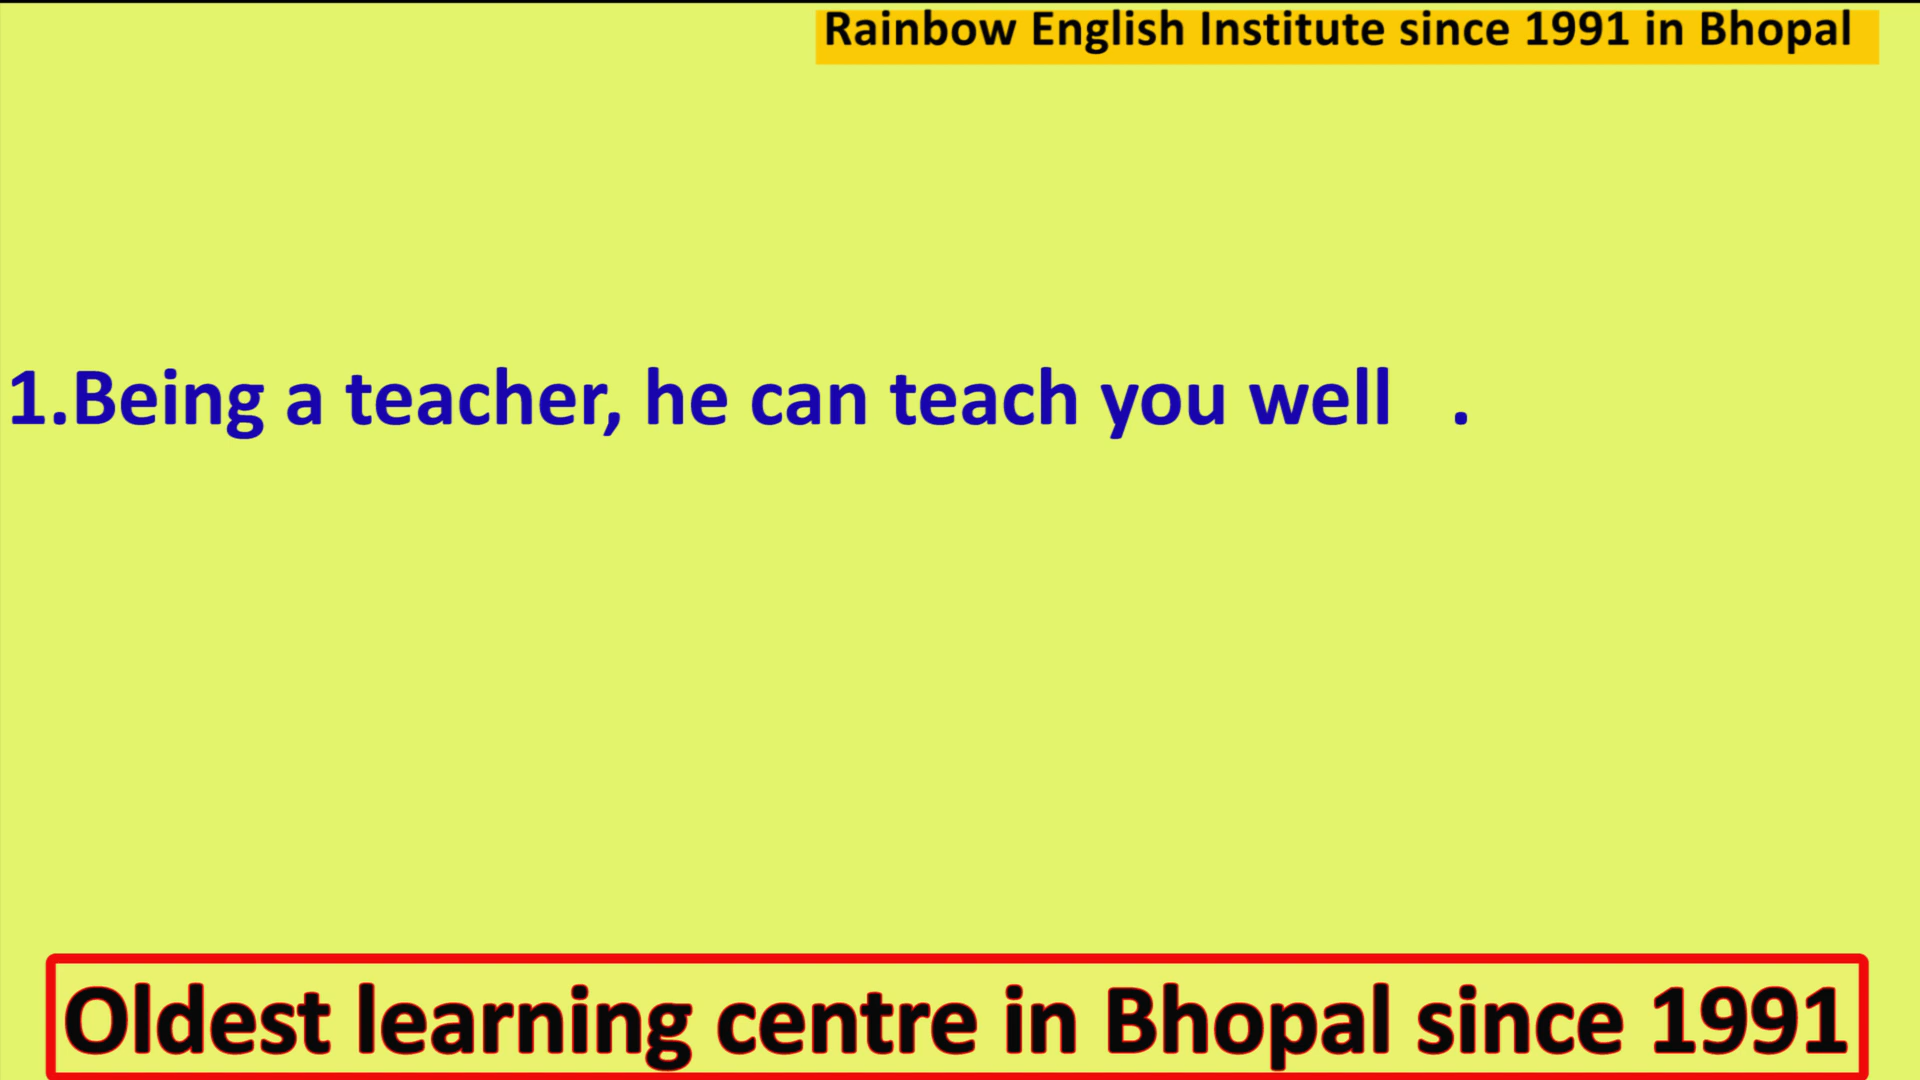 Rainbow English Institute since 1991 in Bhopal
1.Being a teacher, he can teach you well .
Oldest learning centre in Bhopal since 1991